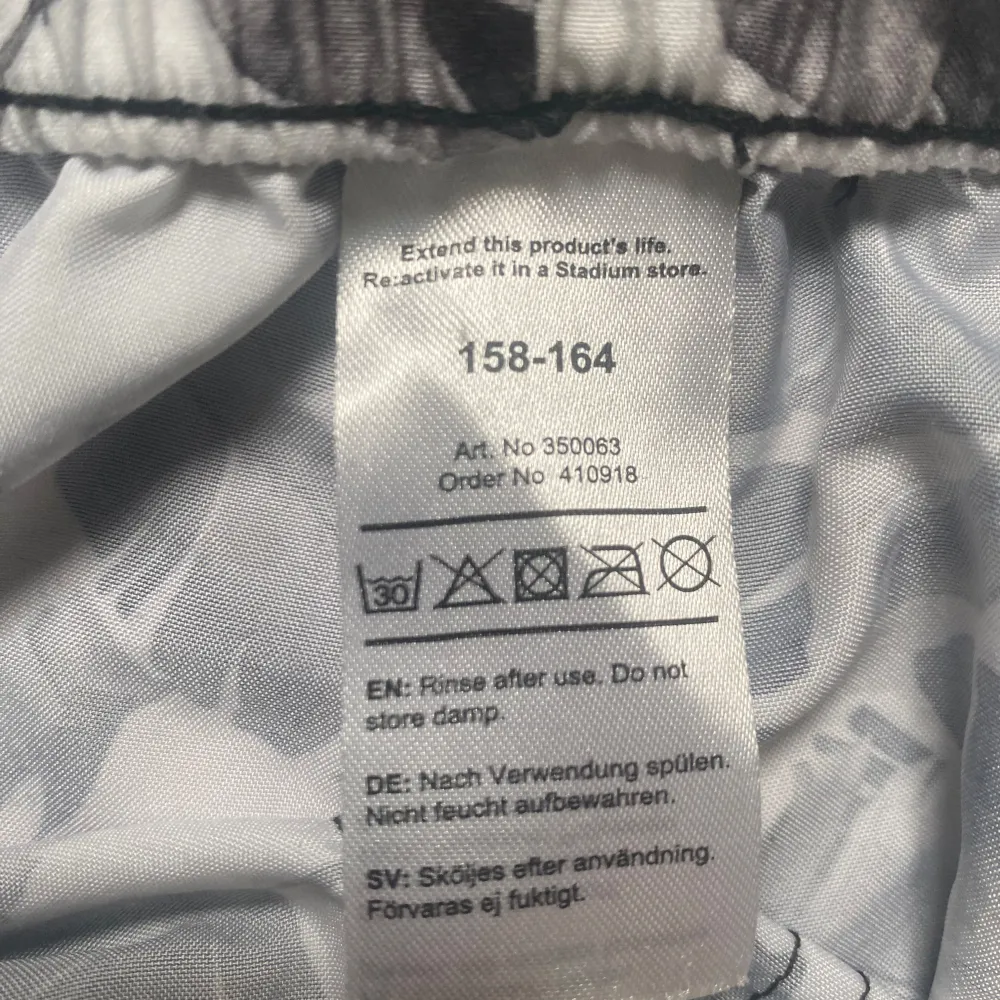 Extend this product's life.
Re:activate it in a Stadium store.
158-164
Art. No 350063
Order No 410918
30
EN: Rinse after use. Do not
store damp.
DE: Nach Verwendung spülen.
Nicht feucht aufbewahren.
SV: Sköljes efter användning.
Förvaras ej fuktigt.